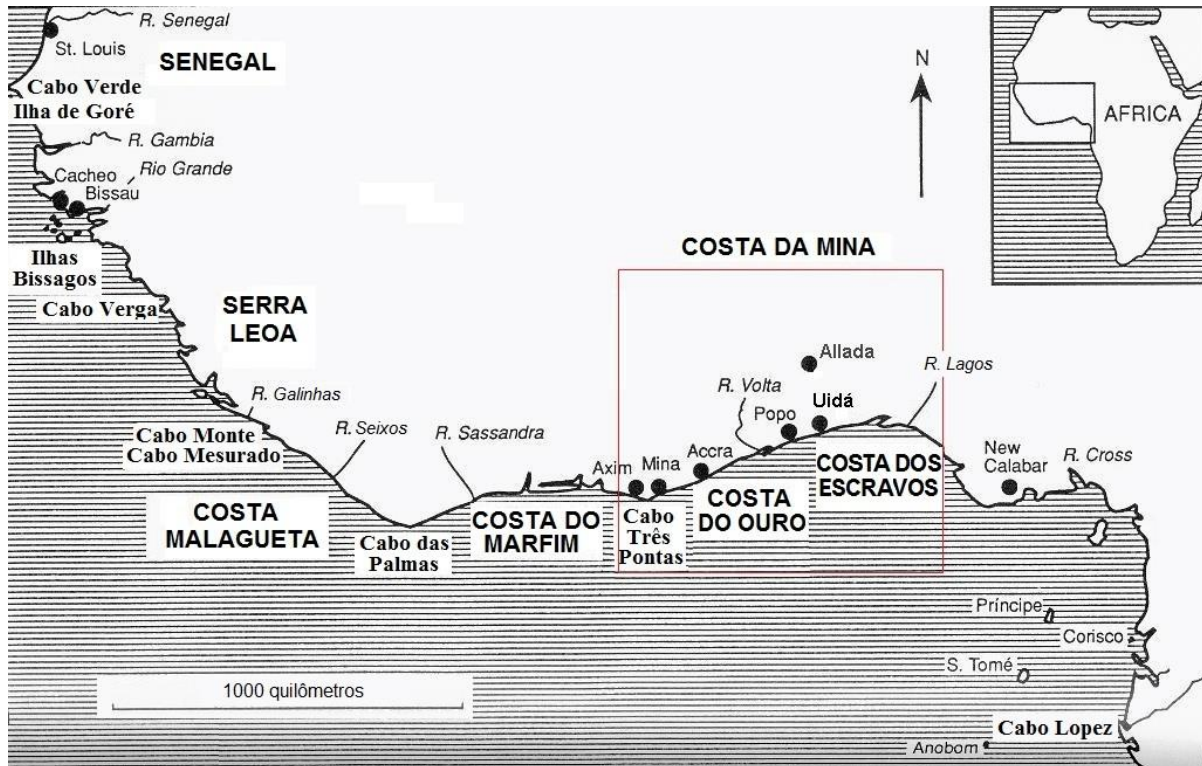 R. Senegal
St. Louis
SENEGAL
Cabo Verde
Ilha de Goré
R. Gambia
Cacheo
Rio Grande
Bissau
Ilhas
Bissagos
Cabo Verga
SERRA
LEOA
R. Galinhas
Cabo Monte
Cabo Mesurado
R. Seixos
R. Sassandra
COSTA
MALAGUETA
Cabo das
Palmas
COSTA DO
MARFIM
N
AFRICA
COSTA DA MINA
Allada
R. Lagos
R. Volta
Popo
Uidá
Axim
Mina
Accra
Cabo
Três
Pontas
COSTA
DO OURO
COSTA DOS
ESCRAVOS
New
Calabar
R. Cross
Príncipe
Corisco
S. Tomé
Cabo Lopez
Anobom
1000 quilômetros